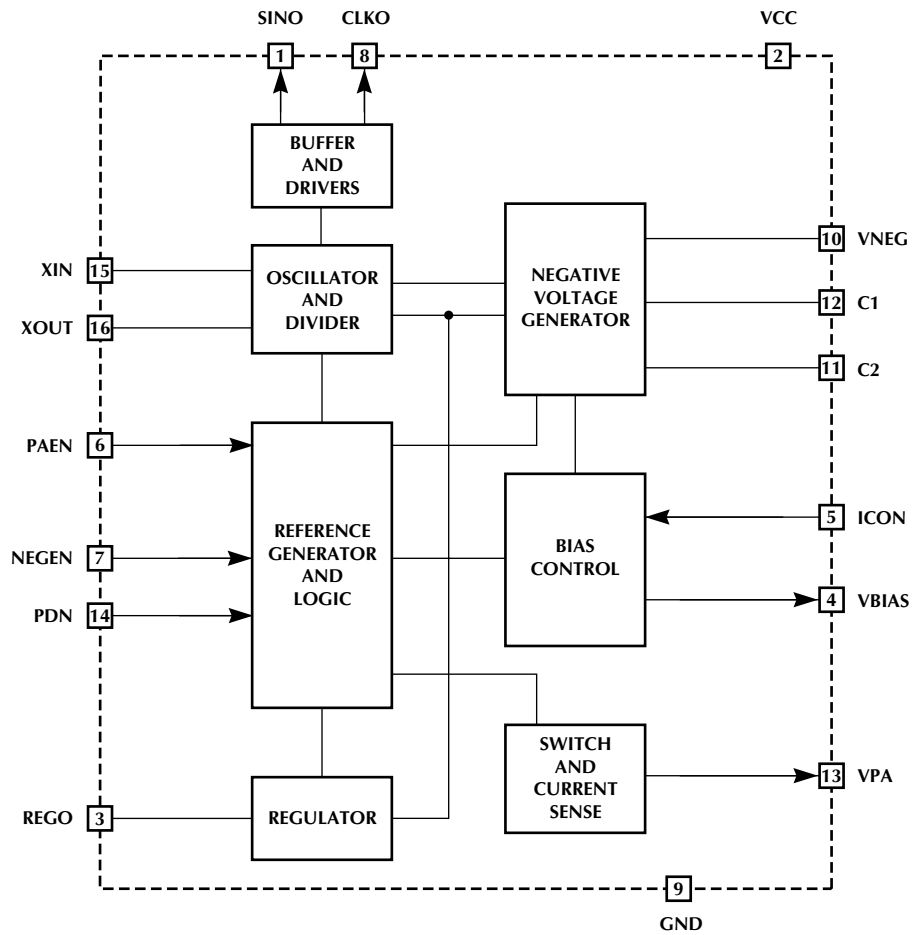 SINO CLKO VCC
1 8 2
BUFFER
AND
DRIVERS
XIN 15
XOUT 16
OSCILLATOR
AND
DIVIDER
NEGATIVE
VOLTAGE
GENERATOR
10 VNEG
12 C1
11 C2
PAEN 6
NEGEN 7
PDN 14
REFERENCE
GENERATOR
AND
LOGIC
BIAS
CONTROL
5 ICON
4 VBIAS
SWITCH
AND
CURRENT
SENSE
13 VPA
REGO 3
REGULATOR
9
GND